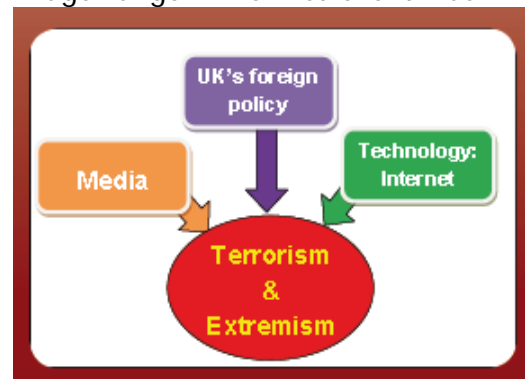 UK's foreign
policy
Media
Technology:
Internet
Terrorism
&
Extremism